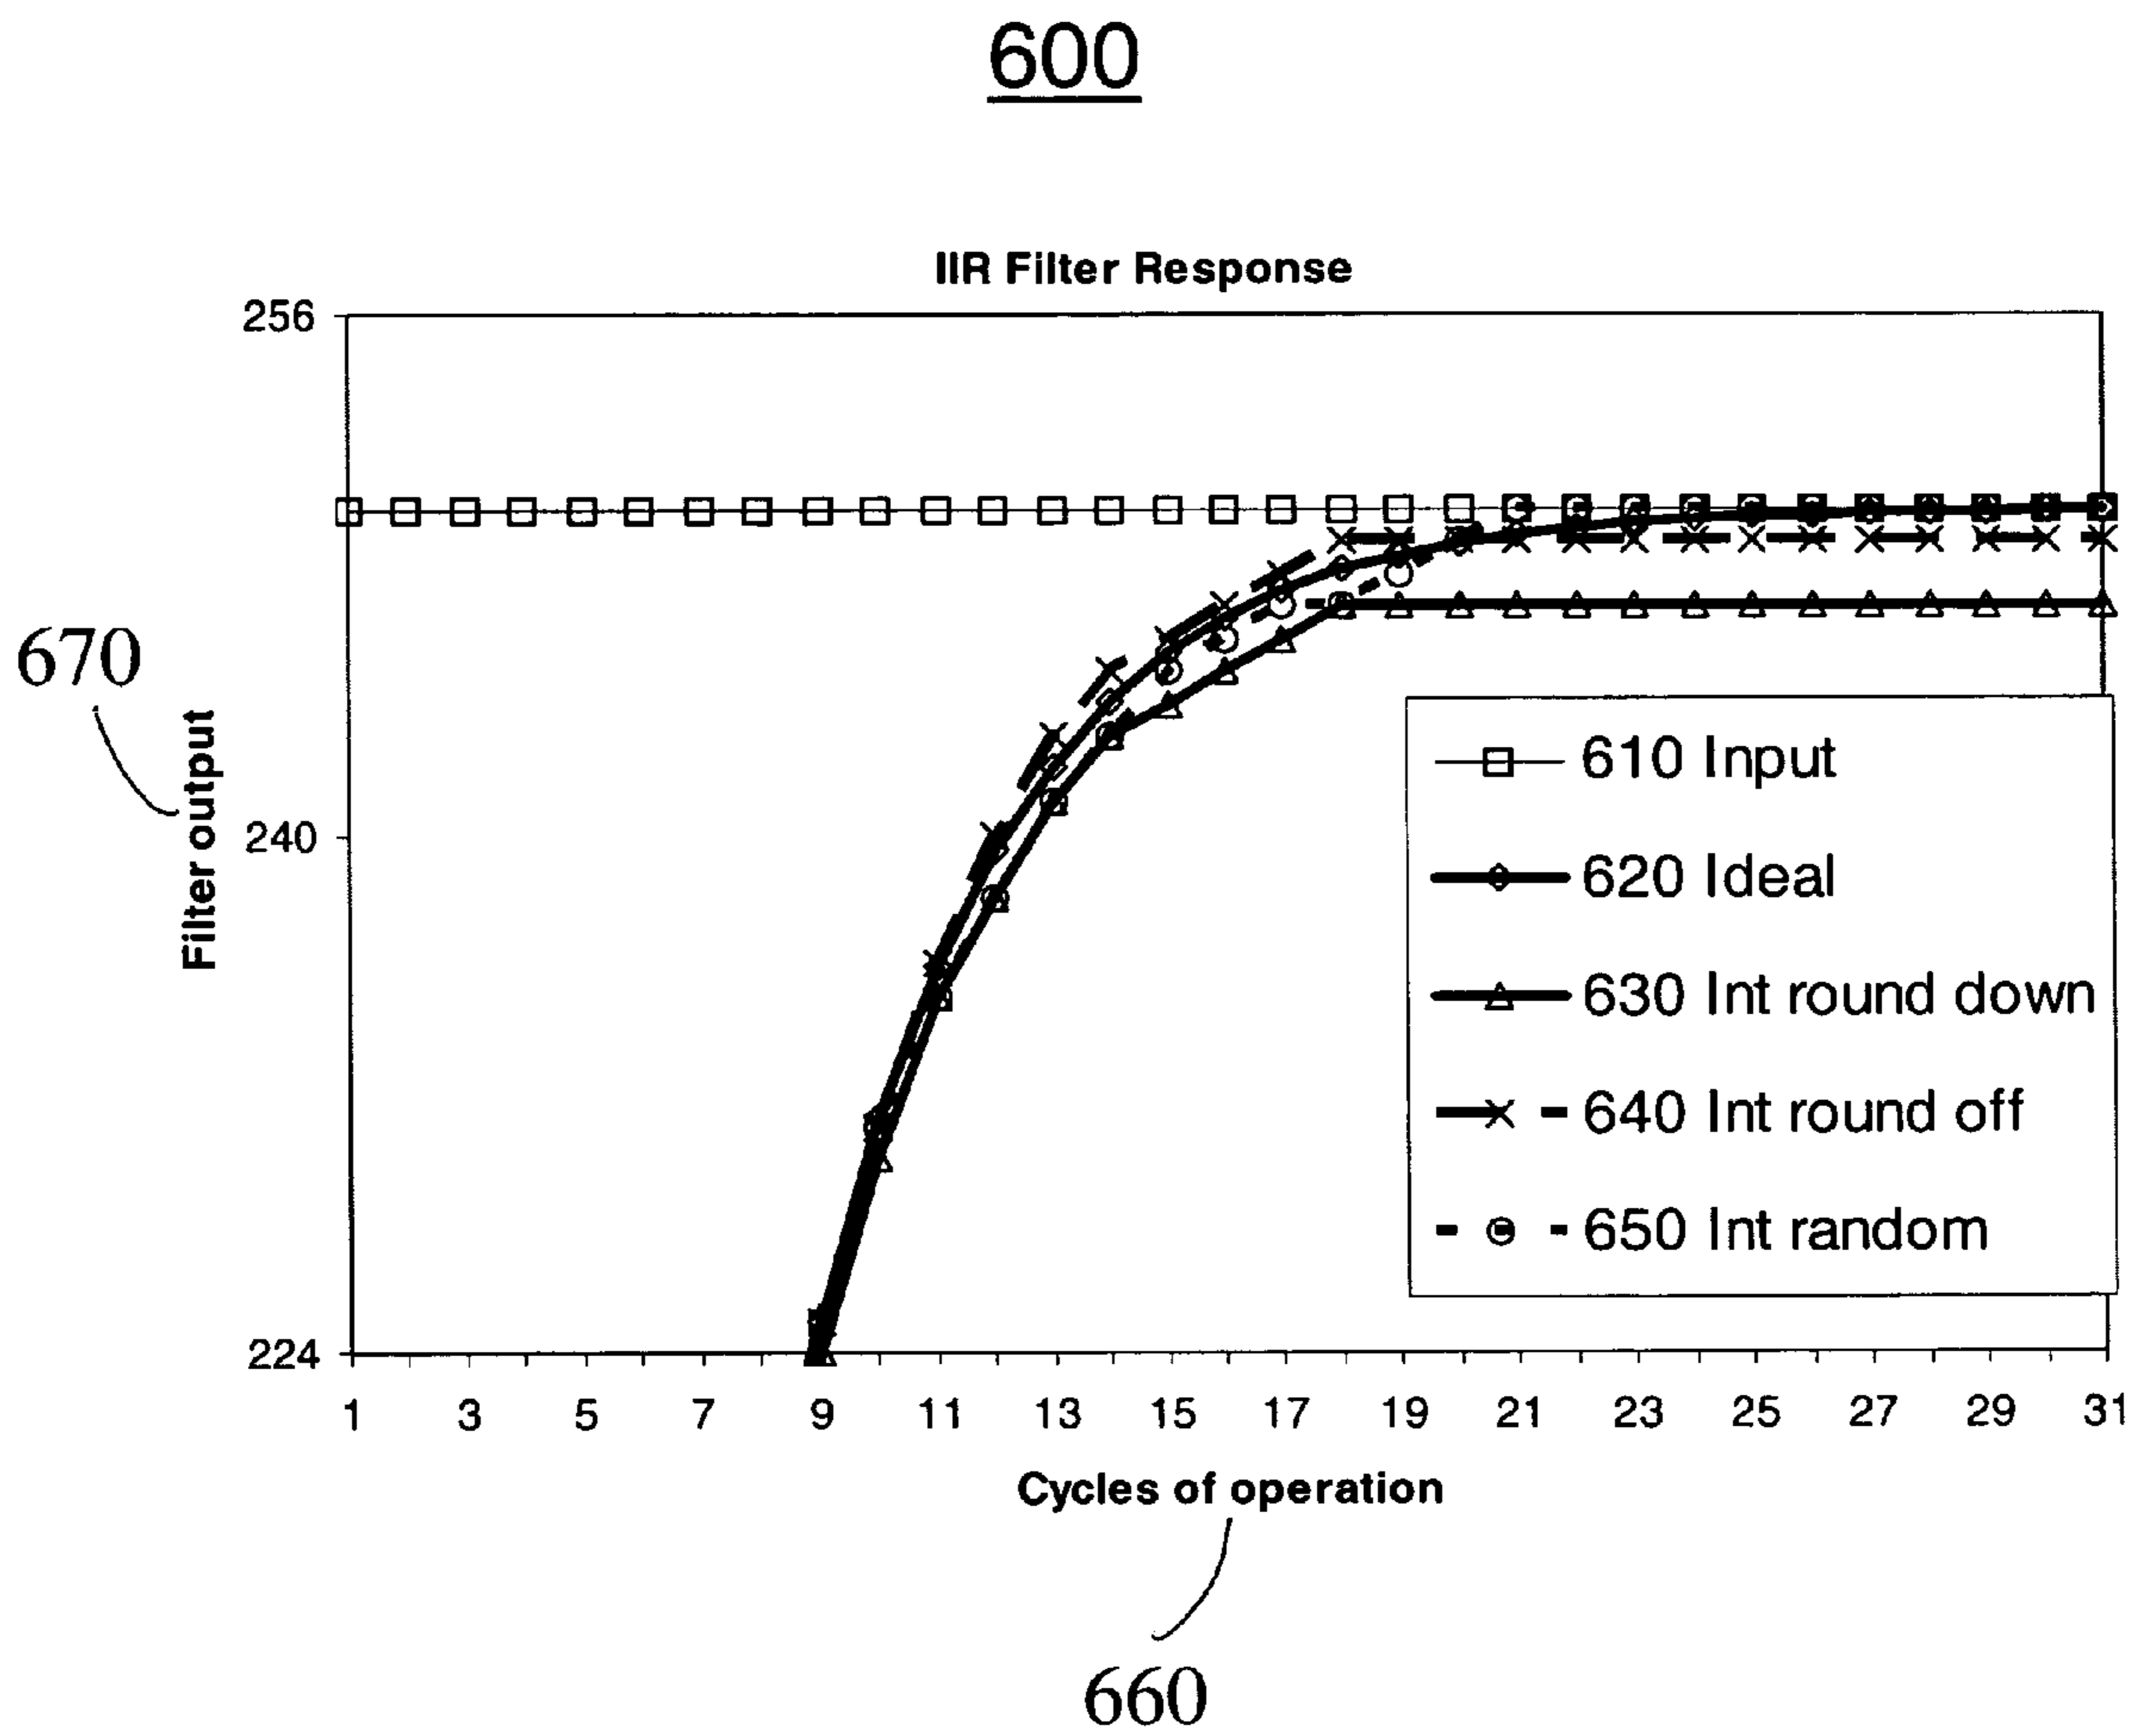 600
IIR Filter Response
256
240
224
670
Filter output
610 Input
620 Ideal
630 Int round down
640 Int round off
650 Int random
1 3 5 7 9 11 13 15 17 19 21 23 25 27 29 31
Cycles of operation
660